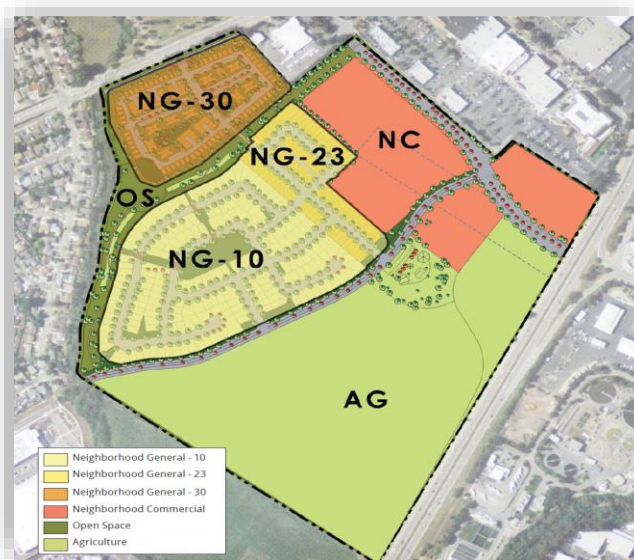 NG-30
NC
NG-23
OS
NG-10
AG
Neighborhood General - 10
Neighborhood General - 23
Neighborhood General - 30
Neighborhood Commercial
Open Space
Agriculture